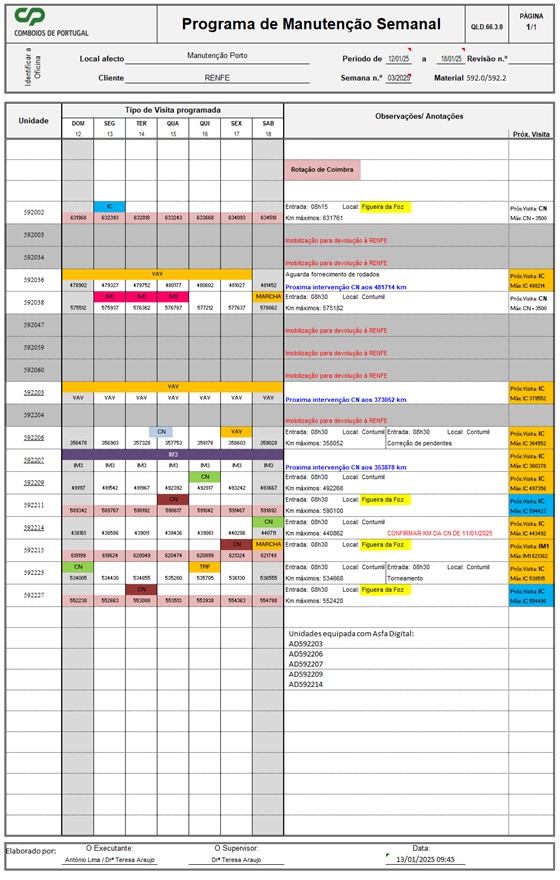 CP
COMBOIOS DE PORTUGAL
Programa de Manutenção Semanal
QLD.66.3.0
PÁGINA
1/1
Identificar a Oficina
Local afecto Manutenção Porto Periodo de 12/01/25 a 18/01/25 Revisão n.º
Cliente RENFE Semana n.º 03/2025 Material 592.0/592.2
Unidade Tipo de Visita programada Observações/ Anotações Próx. Visita
DOM SEG TER QUA QUI SEX SAB
12 13 14 15 16 17 18
Rotação de Coimbra
IC Entrada: 08h15 Local: Figueira da Foz Próx.Visita: CN
592002 631968 632393 632818 633243 633668 634093 634518 Km máximos: 631761 Máx: CN + 3500
592003 Imobilização para devolução à RENFE
592034 Imobilização para devolução à RENFE
592036 VAV Aguarda fornecimento de rodados Próx.Visita: IC
478902 479327 479752 480177 480602 481027 481452 Proxima intervenção CN aos 481714 km Máx: IC 488214
592038 IM2 IM2 IM2 MARCHA Entrada: 08h30 Local: Contumil Próx.Visita: CN
575512 575937 576362 576787 577212 577637 578062 Km máximos: 575182 Máx: CN + 3500
592047 Imobilização para devolução à RENFE
592059 Imobilização para devolução à RENFE
592060 Imobilização para devolução à RENFE
592203 VAV Próx.Visita: IC
VAV VAV VAV VAV VAV VAV VAV Proxima intervenção CN aos 373052 km Máx: IC 379552
592204 Imobilização para devolução à RENFE
592206 CN VAV Entrada: 08h30 Local: Contumil Entrada: 08h30 Local: Contumil Próx.Visita: IC
356478 356903 357328 357753 358178 358603 359028 Km máximos: 358052 Correção de pendentes Máx: IC 364552
592207 IM3 Próx.Visita: IC
IM3 IM3 IM3 IM3 IM3 IM3 IM3 Proxima intervenção CN aos 353878 km Máx: IC 360378
592209 CN Entrada: 08h30 Local: Contumil Próx.Visita: IC
491117 491542 491967 492392 492817 493242 493667 Km máximos: 492268 Máx: IC 497356
592211 CN Entrada: 08h30 Local: Figueira da Foz Próx.Visita: IC
589342 589767 590192 590617 591042 591467 591892 Km máximos: 590100 Máx: IC 594423
592214 CN Entrada: 08h30 Local: Contumil Próx.Visita: IC
438161 438586 439011 439436 439861 440286 440711 Km máximos: 440862 CONFIRMAR KM DA CN DE 11/01/2025 Máx: IC 443492
592215 CN MARCHA Entrada: 08h30 Local: Figueira da Foz Próx.Visita: IM1
619199 619624 620049 620474 620899 621324 621749 Máx: IM1 621362
592223 CN TRF Entrada: 08h30 Local: Contumil Entrada: 08h30 Local: Contumil Próx.Visita: IC
534005 534430 534855 535280 535705 536130 536555 Km máximos: 534668 Torneamento Máx: IC 538515
592227 CN Entrada: 08h30 Local: Figueira da Foz Próx.Visita: IC
552238 552663 553088 553513 553938 554363 554788 Km máximos: 552420 Máx: IC 554496
Unidades equipada com Asfa Digital:
AD592203
AD592206
AD592207
AD592209
AD592214
Elaborado por: O Executante: O Supervisor: Data:
António Lima / Drª Teresa Araujo Drª Teresa Araujo 13/01/2025 09:45